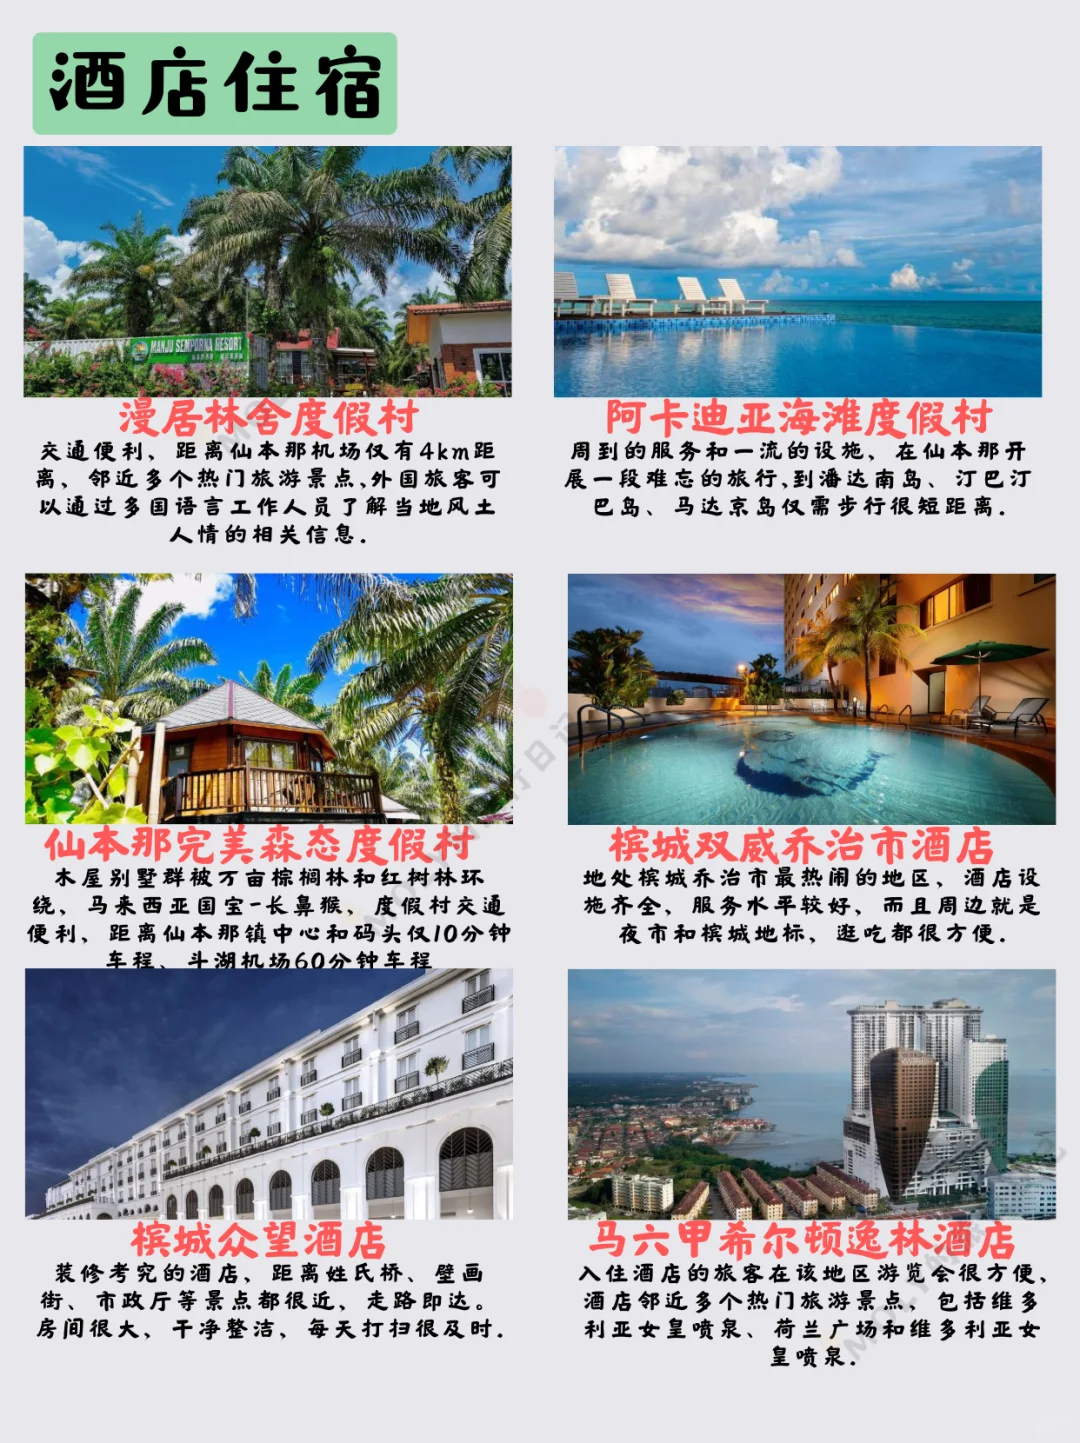 酒店住宿
MANJU SEMPORNA RESORT
漫居林舍度假村
交通便利，距离仙本那机场仅有4km距
离，邻近多个热门旅游景点,外国旅客可
以通过多国语言工作人员了解当地风土
人情的相关信息.
阿卡迪亚海滩度假村
周到的服务和一流的设施，在仙本那开
展一段难忘的旅行,到潘达南岛、汀巴汀
巴岛、马达京岛仅需步行很短距离.
仙本那完美森态度假村
木屋别墅群被万亩棕榈林和红树林环
绕，马来西亚国宝-长鼻猴，度假村交通
便利，距离仙本那镇中心和码头仅10分钟
车程、斗湖机场60分钟车程
槟城双威乔治市酒店
地处槟城乔治市最热闹的地区，酒店设
施齐全，服务水平较好，而且周边就是
夜市和槟城地标，逛吃都很方便.
槟城众望酒店
装修考究的酒店，距离姓氏桥、壁画
街、市政厅等景点都很近，走路即达。
房间很大，干净整洁，每天打扫很及时.
马六甲希尔顿逸林酒店
入住酒店的旅客在该地区游览会很方便，
酒店邻近多个热门旅游景点，包括维多
利亚女皇喷泉、荷兰广场和维多利亚女
皇喷泉.